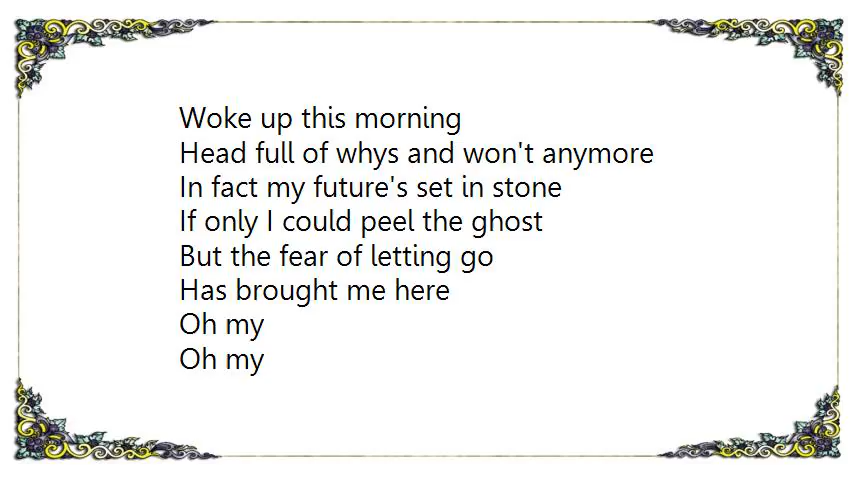 Woke up this morning
Head full of whys and won't anymore
In fact my future's set in stone
If only I could peel the ghost
But the fear of letting go
Has brought me here
Oh my
Oh my